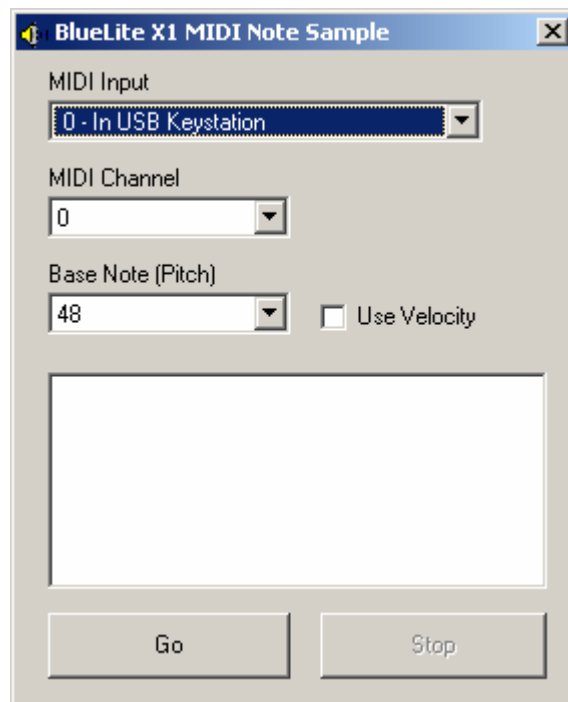 BlueLite X1 MIDI Note Sample
MIDI Input
0 - In USB Keystation
MIDI Channel
0
Base Note (Pitch)
48
Use Velocity
Go
Stop